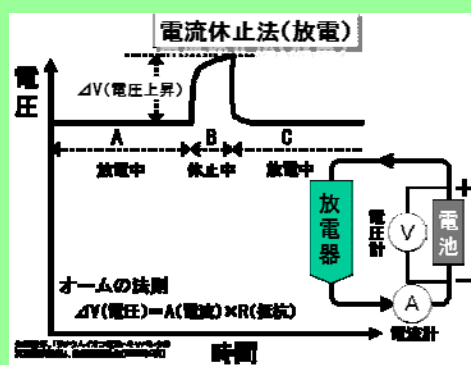 電流休止法(放電)
電圧
⊿V(電圧上昇)
A B C
放電中 休止中 放電中
放電器
電圧計
V
電池
+
−
A
電流計
オームの法則
⊿V(電圧)=A(電流)×R(抵抗)
時間